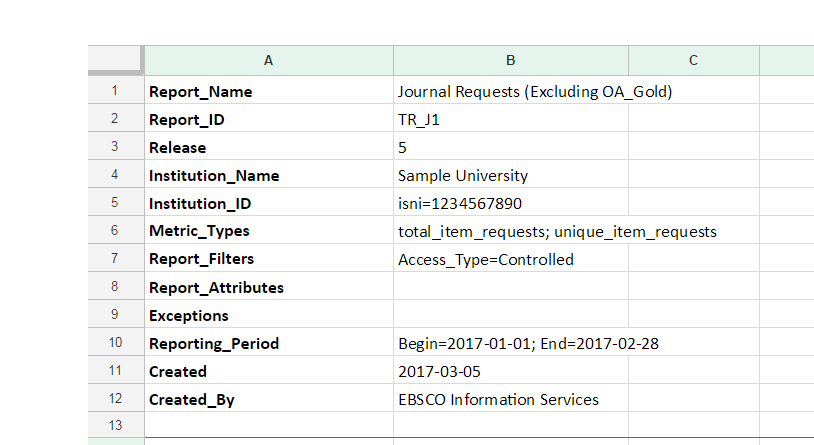 A B C
1 Report_Name Journal Requests (Excluding OA_Gold)
2 Report_ID TR_J1
3 Release 5
4 Institution_Name Sample University
5 Institution_ID isni=1234567890
6 Metric_Types total_item_requests; unique_item_requests
7 Report_Filters Access_Type=Controlled
8 Report_Attributes
9 Exceptions
10 Reporting_Period Begin=2017-01-01; End=2017-02-28
11 Created 2017-03-05
12 Created_By EBSCO Information Services
13